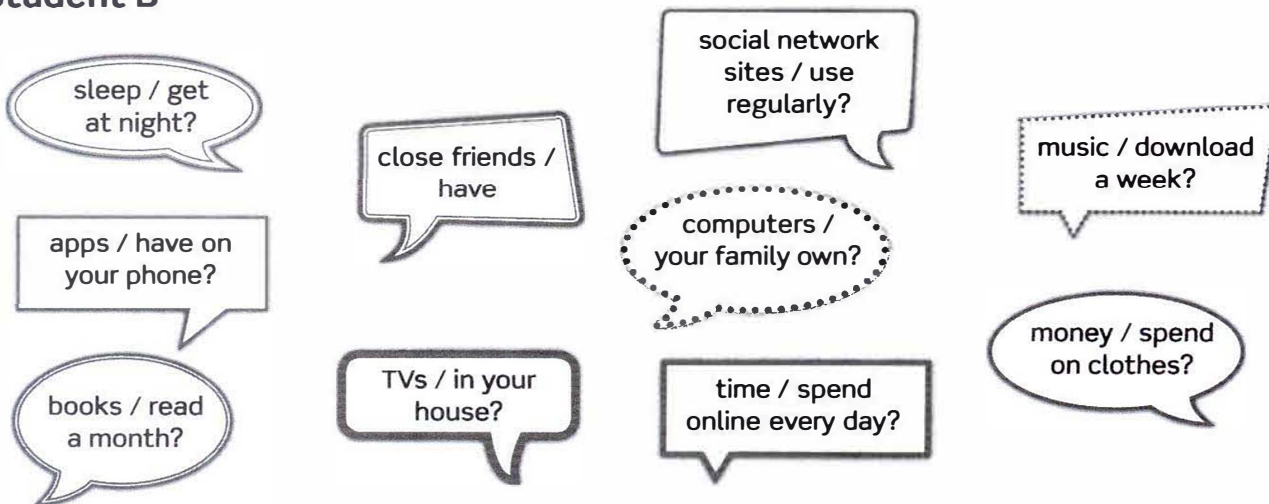 Student B
sleep / get
at night?
close friends /
have
social network
sites / use
regularly?
music / download
a week?
apps / have on
your phone?
computers /
your family own?
books / read
a month?
TVs / in your
house?
time / spend
online every day?
money / spend
on clothes?